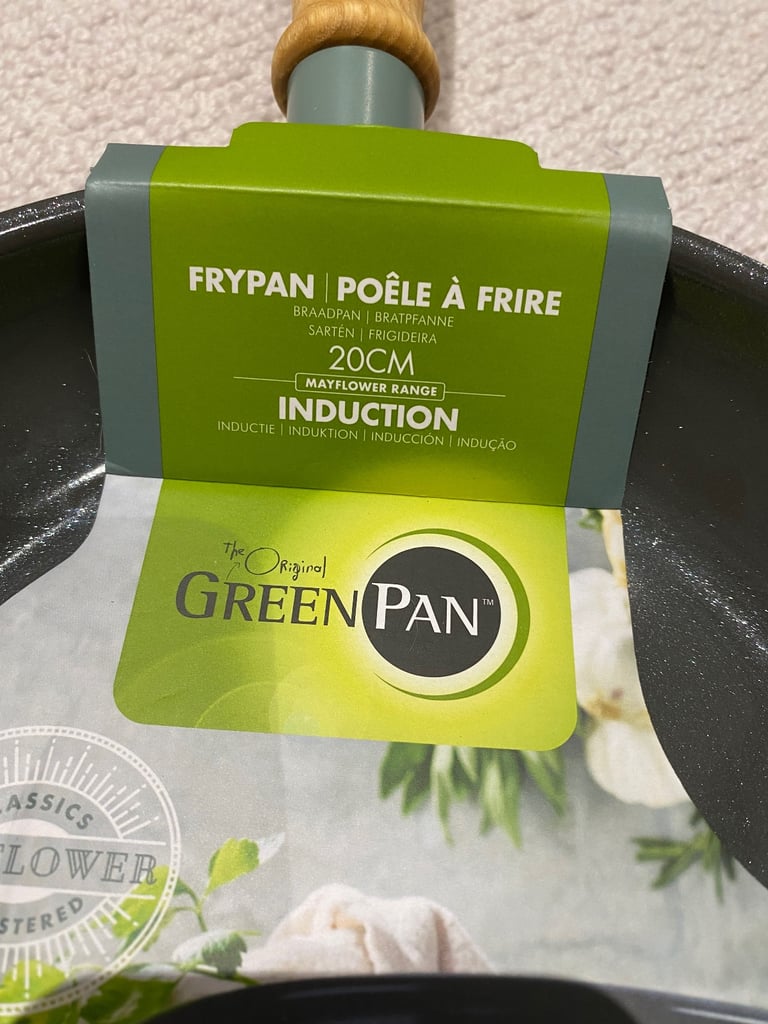 FRYPAN | POÊLE À FRIRE
BRAADPAN | BRATPFANNE
SARTÉN | FRIGIDEIRA
20CM
MAYFLOWER RANGE
INDUCTION
INDUCTIE | INDUKTION | INDUCCIÓN | INDUÇÃO
The Original
GREENPAN™
LASSICS
FLOWER
STERED